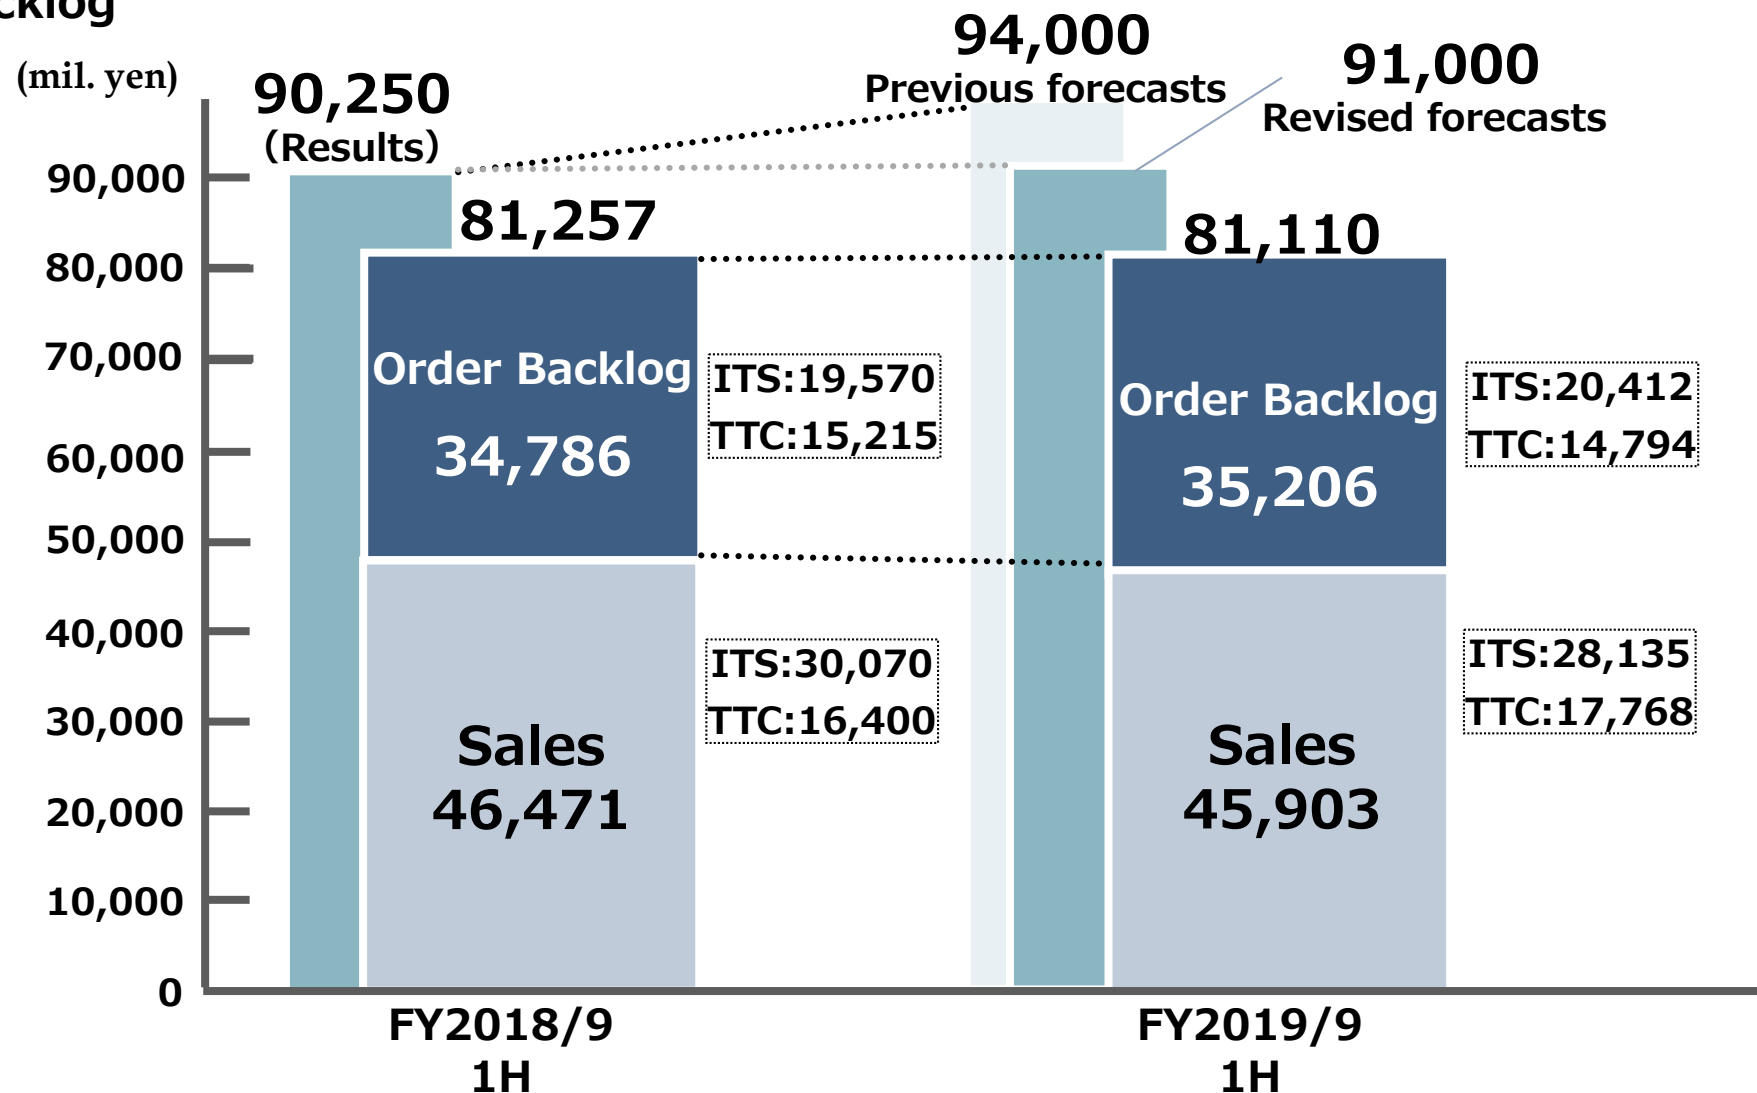 (mil. yen)
90,250
(Results)
94,000
Previous forecasts
91,000
Revised forecasts
90,000
80,000
70,000
60,000
50,000
40,000
30,000
20,000
10,000
0
81,257
Order Backlog
34,786
ITS:19,570
TTC:15,215
Sales
46,471
ITS:30,070
TTC:16,400
81,110
Order Backlog
35,206
ITS:20,412
TTC:14,794
Sales
45,903
ITS:28,135
TTC:17,768
FY2018/9
1H
FY2019/9
1H